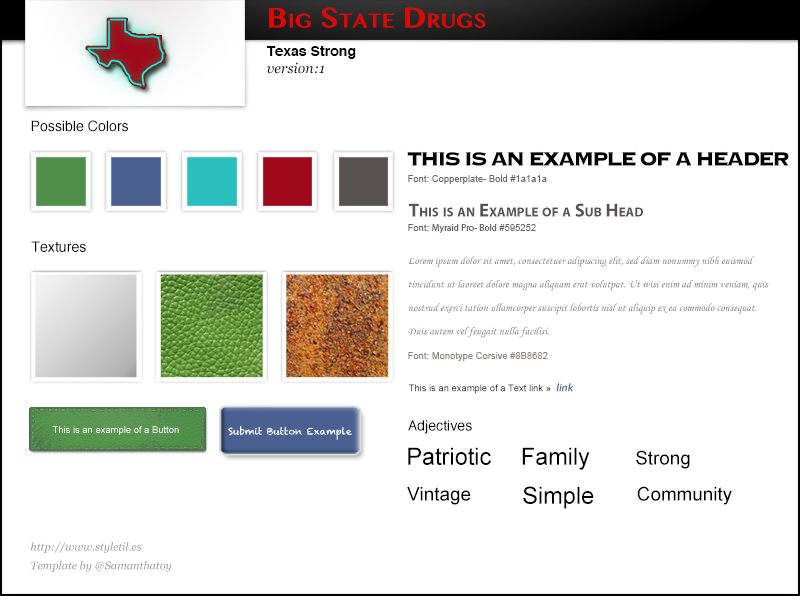 Big State Drugs
Texas Strong
version:1
Possible Colors
THIS IS AN EXAMPLE OF A HEADER
Font: Copperplate- Bold #1a1a1a
This is an Example of a Sub Head
Font: Myraid Pro- Bold #595252
Textures
Lorem ipsum dolor sit amet, consectetuer adipiscing elit, sed diam nonummy nibh euismod
tincidunt ut laoreet dolore magna aliquam erat volutpat. Ut wisi enim ad minim veniam, quis
nostrud exerci tation ullamcorper suscipit lobortis nisl ut aliquip ex ea commodo consequat.
Duis autem vel feugait nulla facilisi.
Font: Monotype Corsive #8B8682
This is an example of a Text link » link
This is an example of a Button
Submit Button Example
Adjectives
Patriotic Family Strong
Vintage Simple Community
http://www.styletil.es
Template by @Samanthatoy